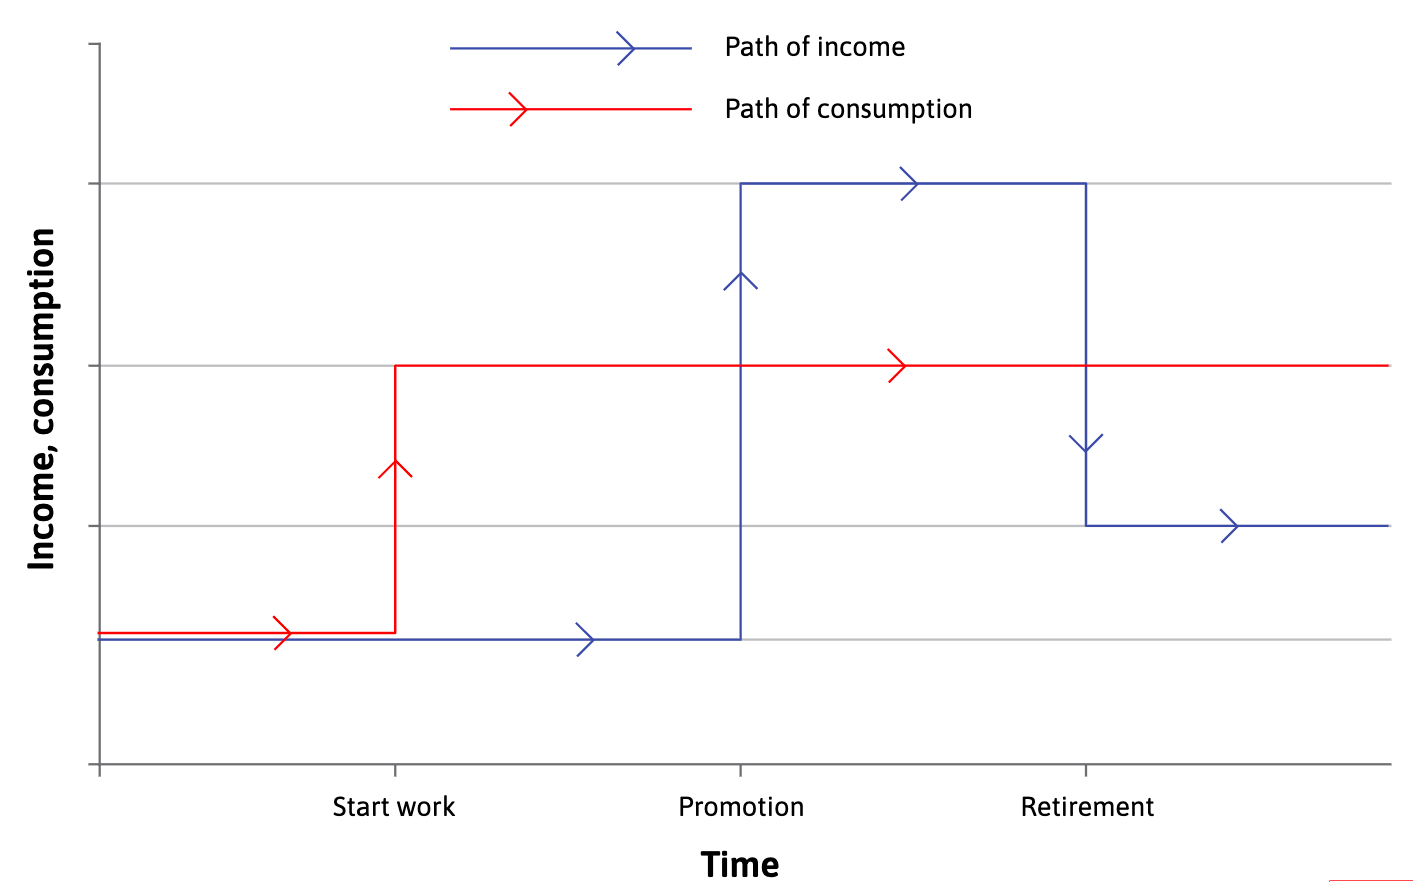 Path of income
Path of consumption
Income, consumption
Start work
Promotion
Retirement
Time